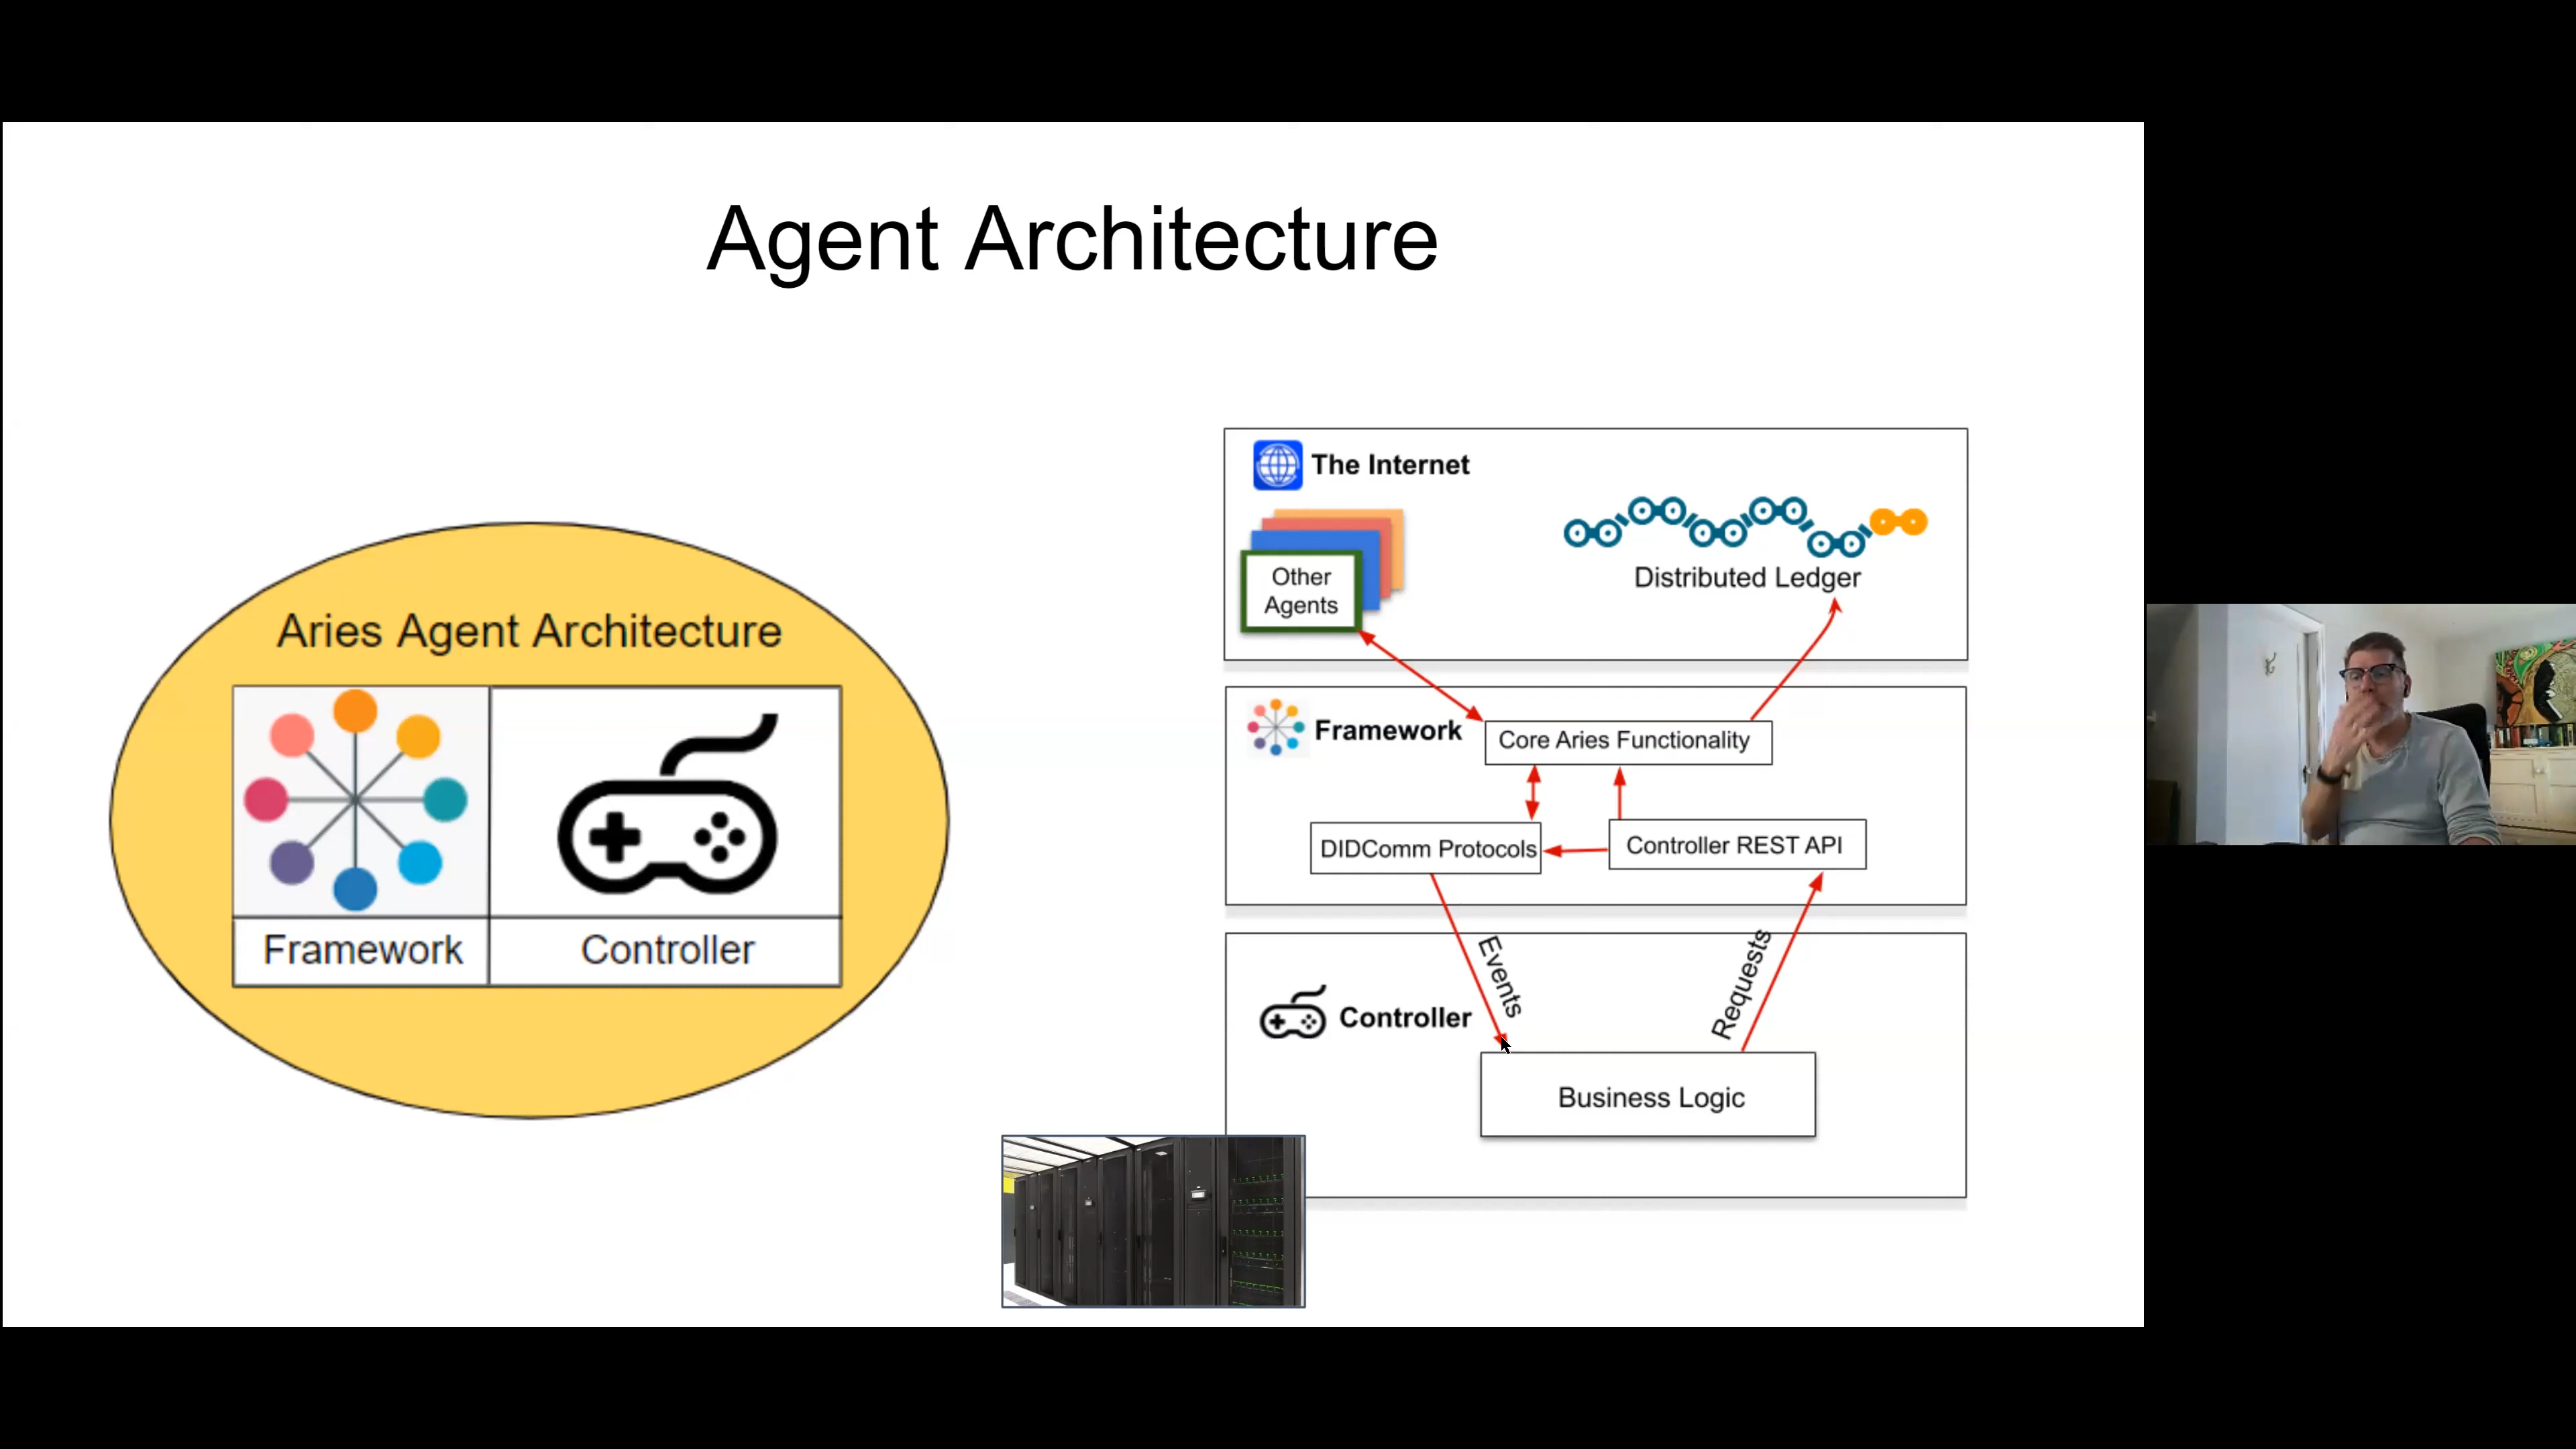 Agent Architecture
Aries Agent Architecture
Framework
Controller
The Internet
Other
Agents
Distributed Ledger
Framework
Core Aries Functionality
DIDComm Protocols
Controller REST API
Events
Requests
Controller
Business Logic